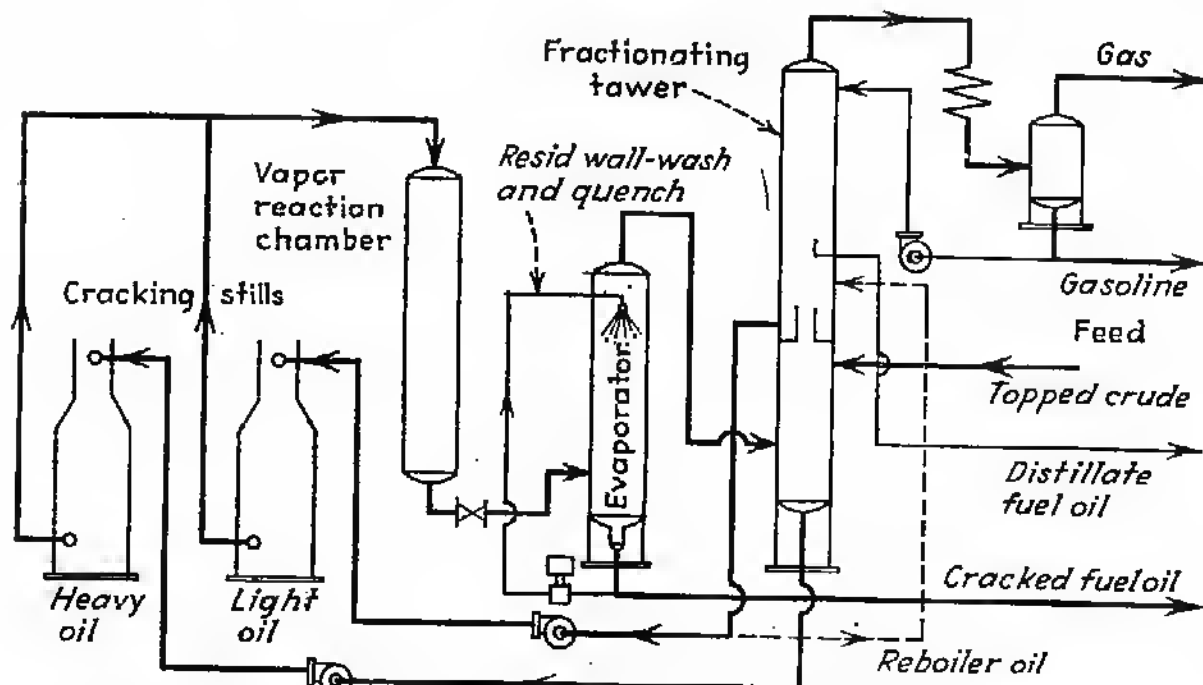 Fractionating
tawer
Gas
Resid wall-wash
and quench
Vapor
reaction
chamber
Cracking stills
Gasoline
Feed
Topped crude
Evaporator
Distillate
fuel oil
Cracked fuel oil
Heavy
oil
Light
oil
Reboiler oil